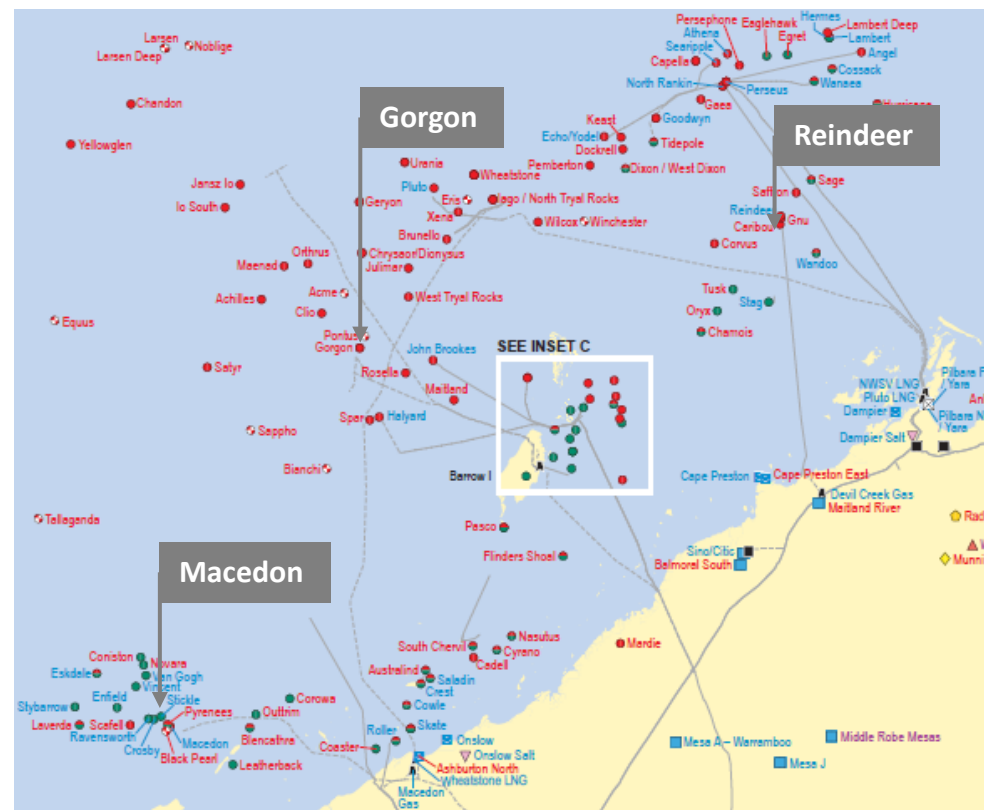 Larsen
Larsen Deep
Noblige
Chandon
Yellowglen
Gorgon
Reindeer
Persephone
Eaglehawk
Hermes
Athena
Egret
Lambert Deep
Lambert
Searipple
Capella
Angel
Cossack
North Rankin
Perseus
Wanaea
Gaea
Hurricane
Keast
Goodwyn
Echo/Yodel
Dockrell
Tidepole
Pemberton
Dixon / West Dixon
Urania
Wheatstone
Pluto
Jansz Io
Io South
Geryon
Eris
Iago / North Tryal Rocks
Xena
Wilcox
Winchester
Brunello
Saffron
Sage
Reindeer
Gnu
Caribou
Corvus
Wandoo
Orthrus
Maenad
Chrysaor/Dionysus
Julimar
Acme
Achilles
Clio
West Tryal Rocks
Tusk
Stag
Oryx
Chamois
Equus
Pontus
Gorgon
John Brookes
SEE INSET C
Satyr
Rosella
Maitland
Spar
Halyard
Sappho
Bianchi
Barrow I
NWSV LNG
Pluto LNG
Pilbara
Yara
Dampier
Pilbara
Yara
Dampier Salt
Cape Preston
Cape Preston East
Devil Creek Gas
Maitland River
Tallaganda
Pasco
Flinders Shoal
Sino/Citic
Balmoral South
Macedon
South Chervil
Nasutus
Cyrano
Cadell
Mardie
Coniston
Novara
Eskdale
Van Gogh
Vincent
Australind
Saladin
Crest
Stybarrow
Enfield
Stickle
Corowa
Cowle
Laverda
Scafell
Pyrenees
Outtrim
Ravensworth
Crosby
Macedon
Black Pearl
Blencathra
Leatherback
Coaster
Roller
Skate
Onslow
Onslow Salt
Ashburton North
Wheatstone LNG
Macedon
Gas
Mesa A – Warramboo
Middle Robe Mesas
Mesa J